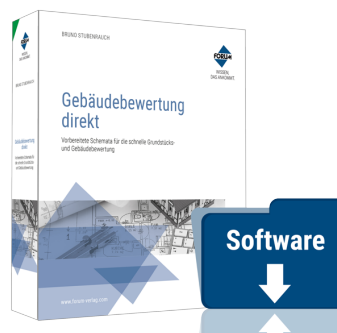 BRUNO STUBENRAUCH
FORUM
WISSEN,
DAS ANKOMMT.
Gebäudebewertung
direkt
Vorbereitete Schemata für die schnelle Grundstücks-
und Gebäudebewertung
www.forum-verlag.com
Software